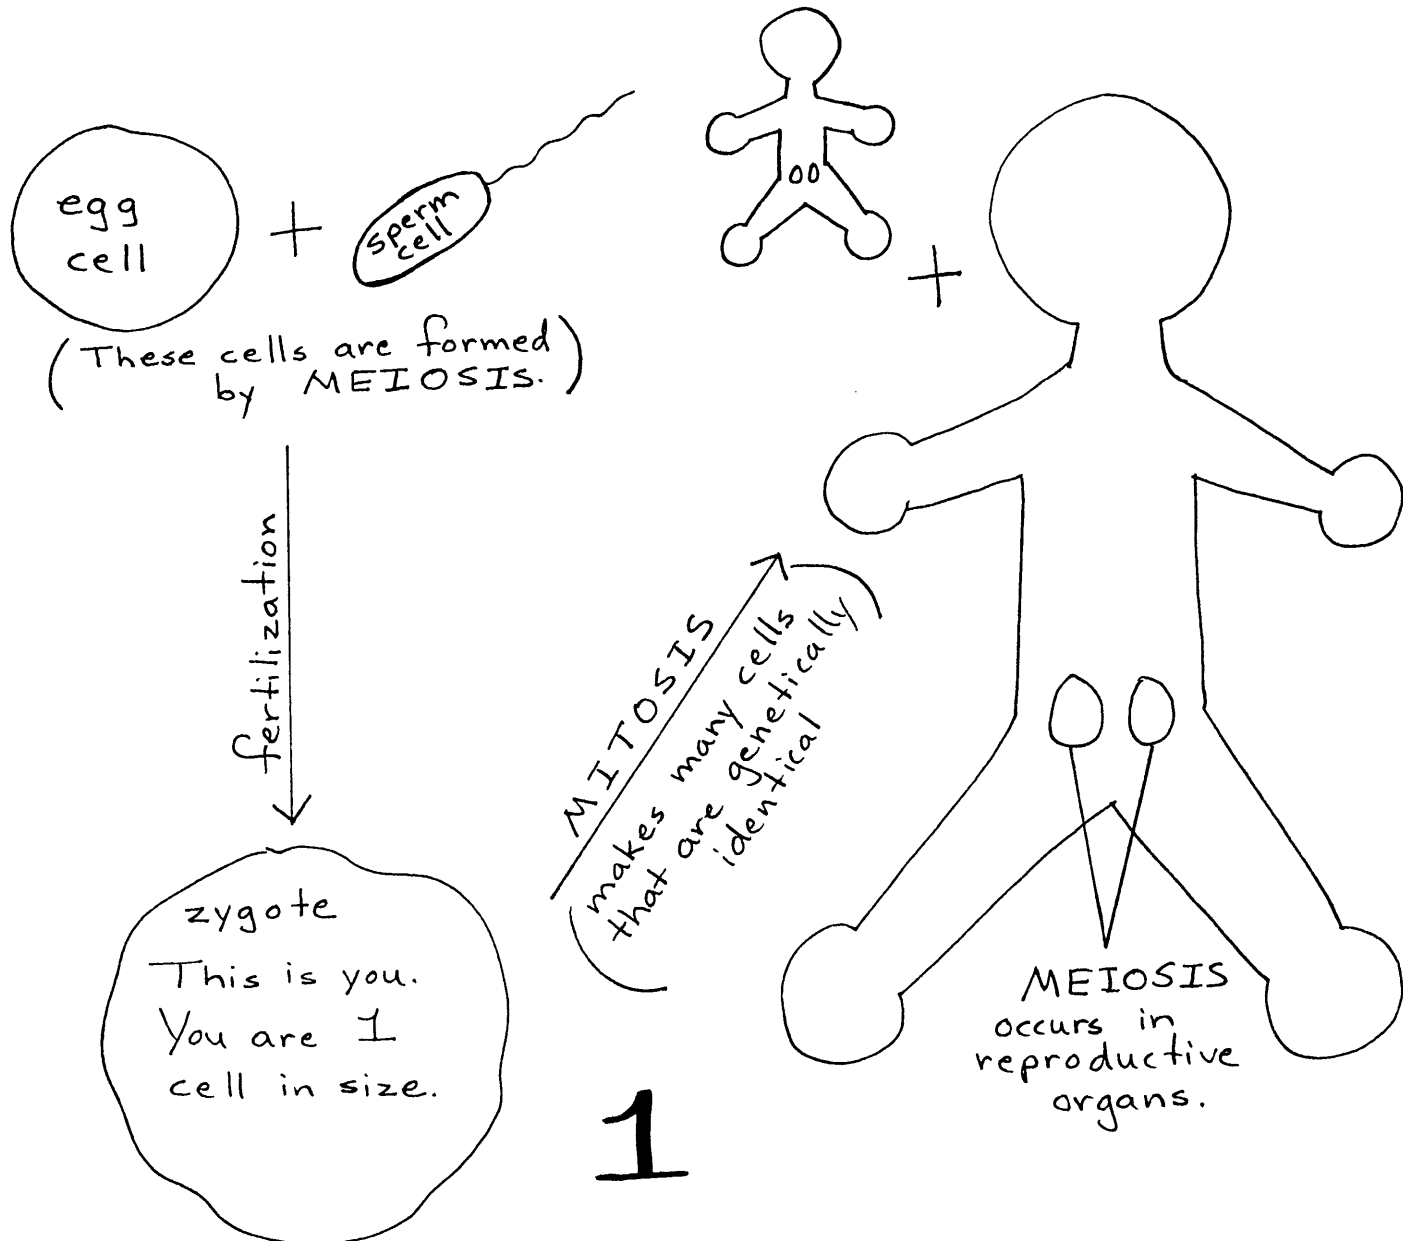 egg
cell
+
sperm
cell
+
(These cells are formed
by MEIOSIS.)
fertilization
zygote
This is you.
You are 1
cell in size.
MITOSIS
(makes many cells
that are genetically
identical)
MEIOSIS
occurs in
reproductive
organs.
1